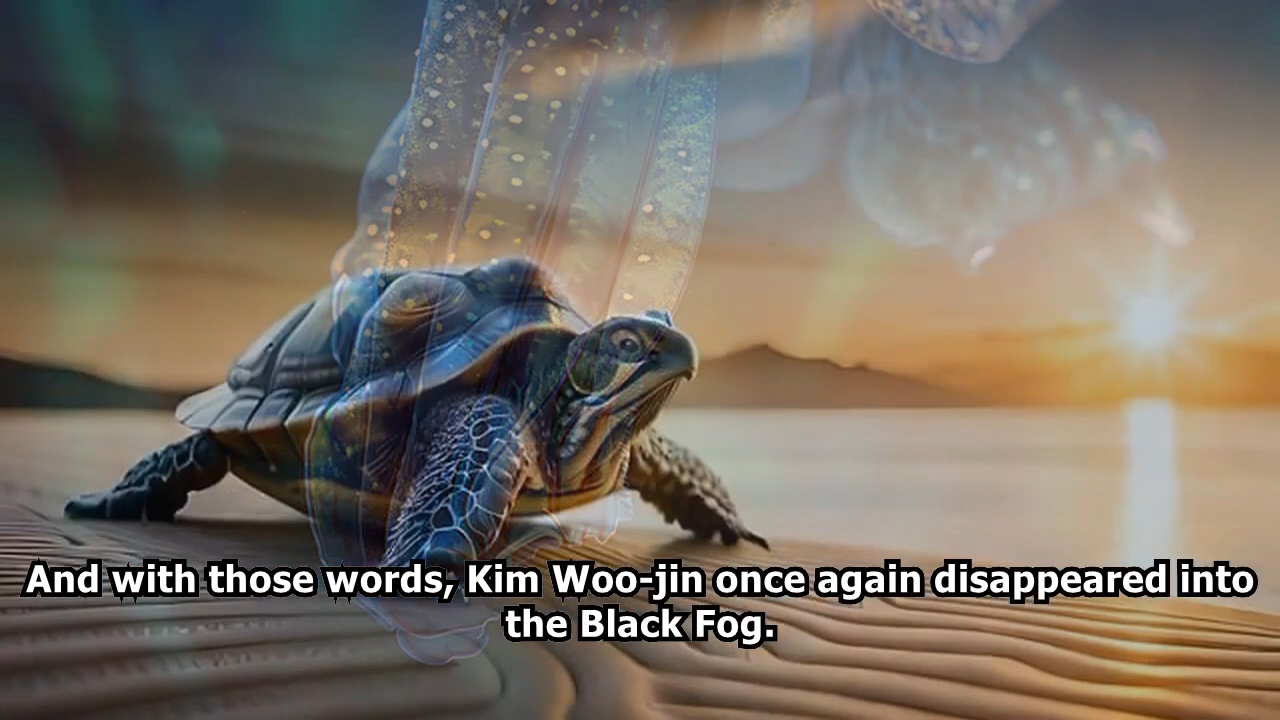 And with those words, Kim Woo-jin once again disappeared into
the Black Fog.